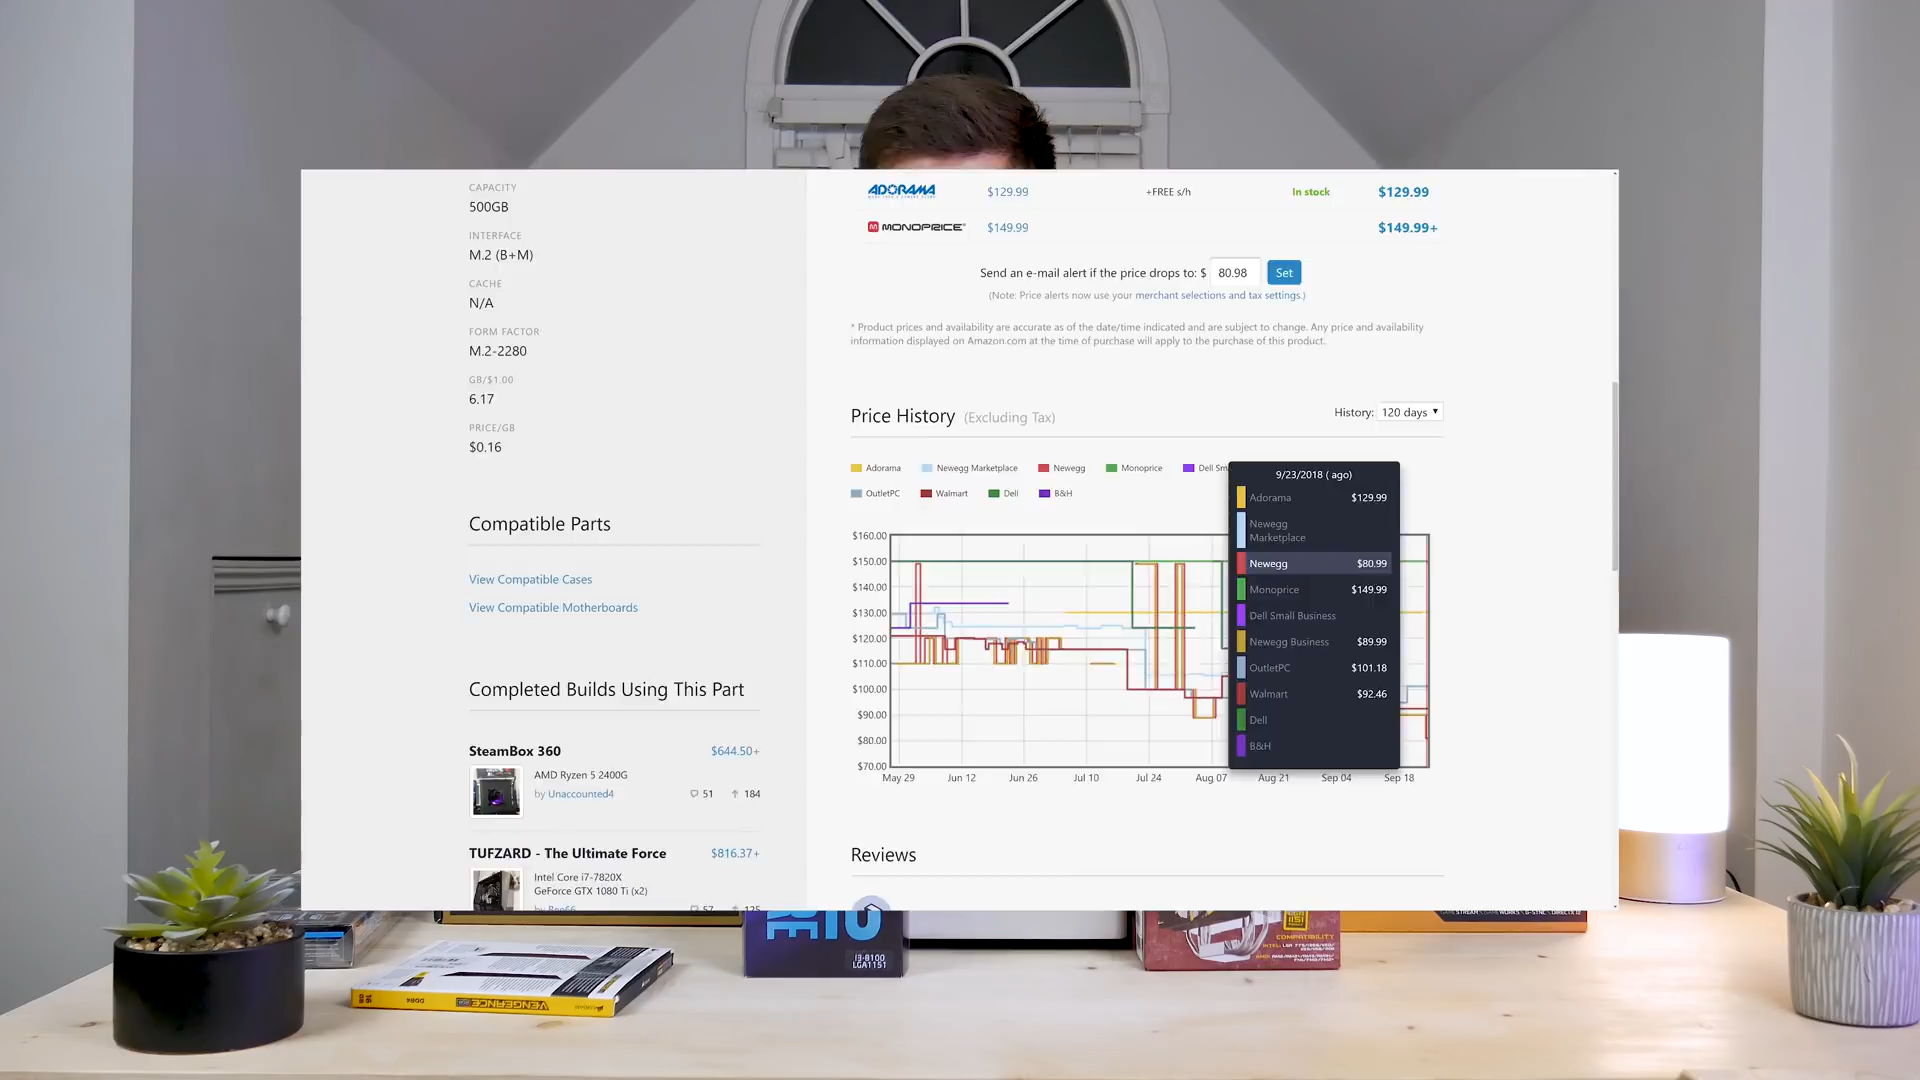 CAPACITY
500GB
INTERFACE
M.2 (B+M)
CACHE
N/A
FORM FACTOR
M.2-2280
GB/$1.00
6.17
PRICE/GB
$0.16
Compatible Parts
View Compatible Cases
View Compatible Motherboards
Completed Builds Using This Part
SteamBox 360 $644.50+
AMD Ryzen 5 2400G
by Unaccounted4 51 184
TUFZARD - The Ultimate Force $816.37+
Intel Core i7-7820X
GeForce GTX 1080 Ti (x2)
ADORAMA $129.99 +FREE s/h In stock $129.99
MONOPRICE $149.99 $149.99+
Send an e-mail alert if the price drops to: $ 80.98 Set
(Note: Price alerts now use your merchant selections and tax settings.)
* Product prices and availability are accurate as of the date/time indicated and are subject to change. Any price and availability
information displayed on Amazon.com at the time of purchase will apply to the purchase of this product.
Price History (Excluding Tax) History: 120 days
Adorama Newegg Marketplace Newegg Monoprice Dell Sm
OutletPC Walmart Dell B&H
9/23/2018 ( ago)
Adorama $129.99
Newegg
Marketplace
Newegg $80.99
Monoprice $149.99
Dell Small Business
Newegg Business $89.99
OutletPC $101.18
Walmart $92.46
Dell
B&H
$160.00
$150.00
$140.00
$130.00
$120.00
$110.00
$100.00
$90.00
$80.00
$70.00
May 29 Jun 12 Jun 26 Jul 10 Jul 24 Aug 07 Aug 21 Sep 04 Sep 18
Reviews
i3-8100
LGA1151
COMPATIBILITY
VENGEANCE
DDR4
16
GB